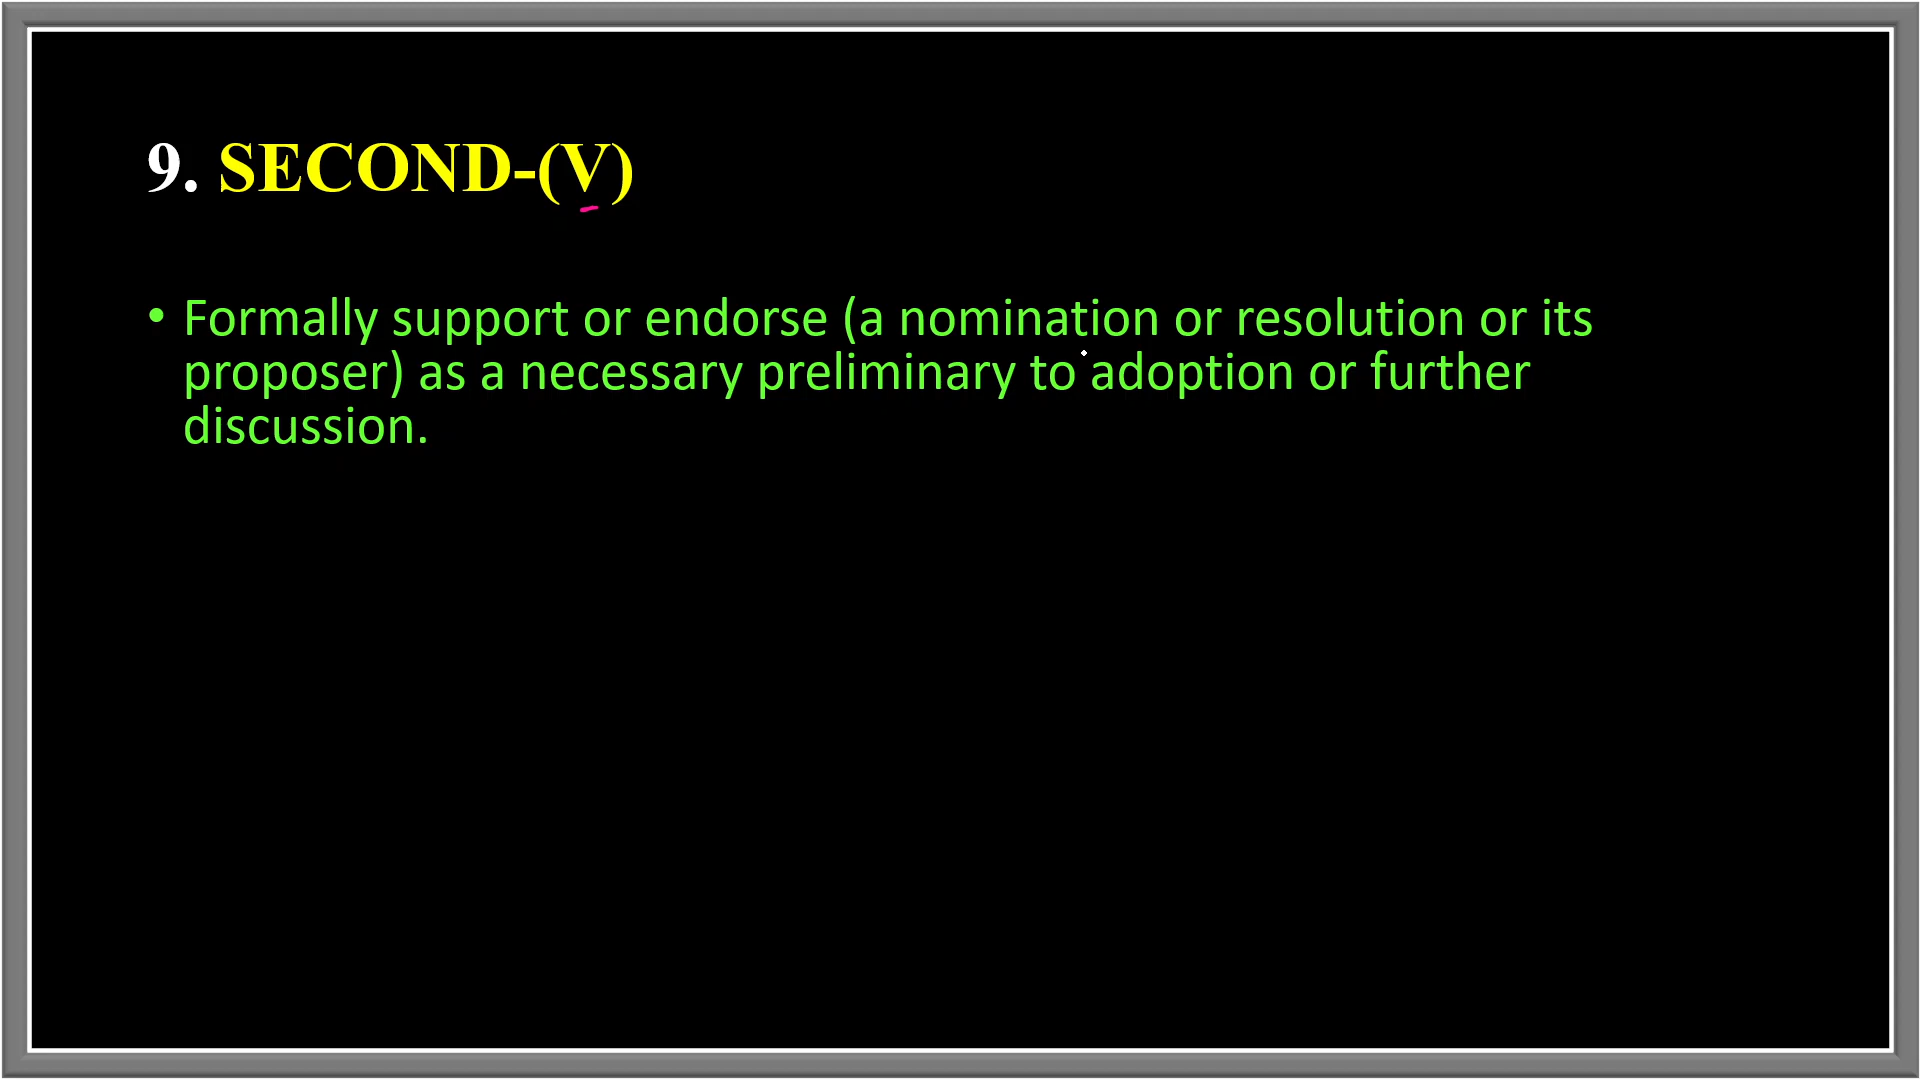 9. SECOND-(V)
• Formally support or endorse (a nomination or resolution or its
proposer) as a necessary preliminary to adoption or further
discussion.